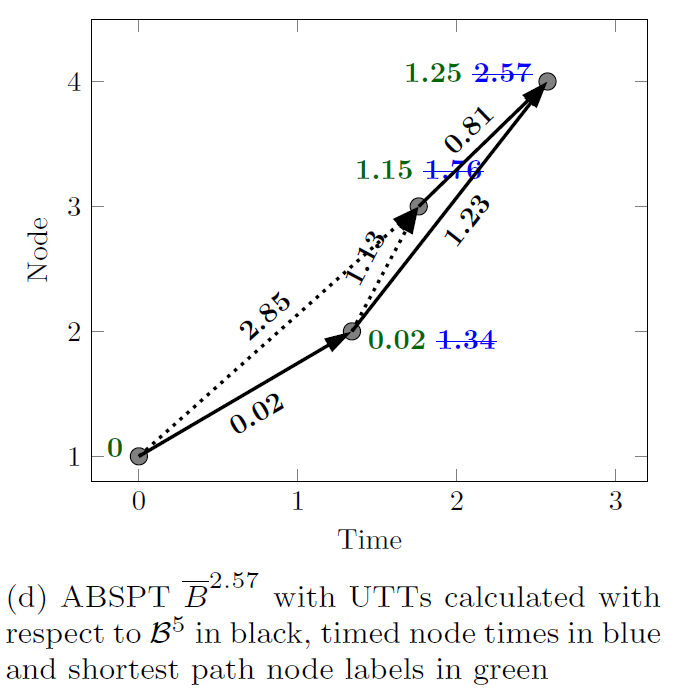 4
1.25 2.57
0.81
1.15 1.76
3
1.23
1.13
Node
2.85
2
0.02 1.34
0.02
0
1
0 1 2 3
Time
(d) ABSPT B^2.57 with UTTs calculated with
respect to B^5 in black, timed node times in blue
and shortest path node labels in green